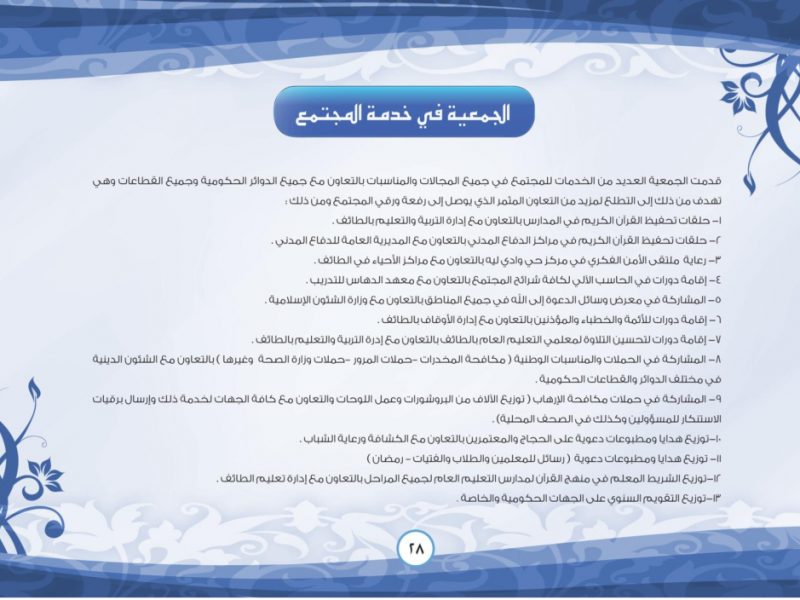 الجمعية في خدمة المجتمع
قدمت الجمعية العديد من الخدمات للمجتمع في جميع المجالات والمناسبات بالتعاون مع جميع الدوائر الحكومية وجميع القطاعات وهي
تهدف من ذلك إلى التطلع لمزيد من التعاون المثمر الذي يوصل إلى رفعة ورقي المجتمع ومن ذلك :
١- حلقات تحفيظ القرآن الكريم في المدارس بالتعاون مع إدارة التربية والتعليم بالطائف .
٢- حلقات تحفيظ القرآن الكريم في مراكز الدفاع المدني بالتعاون مع المديرية العامة للدفاع المدني .
٣- رعاية ملتقى الأمن الفكري في مركز حي وادي ليه بالتعاون مع مراكز الأحياء في الطائف .
٤- إقامة دورات في الحاسب الآلي لكافة شرائح المجتمع بالتعاون مع معهد الدهاس للتدريب .
٥- المشاركة في معرض وسائل الدعوة إلى الله في جميع المناطق بالتعاون مع وزارة الشئون الإسلامية .
٦- إقامة دورات للأئمة والخطباء والمؤذنين بالتعاون مع إدارة الأوقاف بالطائف .
٧- إقامة دورات لتحسين التلاوة لمعلمي التعليم العام بالطائف بالتعاون مع إدرة التربية والتعليم بالطائف .
٨- المشاركة في الحملات والمناسبات الوطنية ( مكافحة المخدرات -حملات المرور -حملات وزارة الصحة وغيرها ) بالتعاون مع الشئون الدينية
في مختلف الدوائر والقطاعات الحكومية .
٩- المشاركة في حملات مكافحة الإرهاب ( توزيع الآلاف من البروشورات وعمل اللوحات والتعاون مع كافة الجهات لخدمة ذلك وإرسال برقيات
الاستنكار للمسؤولين وكذلك في الصحف المحلية) .
١٠-توزيع هدايا ومطبوعات دعوية على الحجاج والمعتمرين بالتعاون مع الكشافة ورعاية الشباب .
١١- توزيع هدايا ومطبوعات دعوية ( رسائل للمعلمين والطلاب والفتيات - رمضان )
١٢-توزيع الشريط المعلم في منهج القرآن لمدارس التعليم العام لجميع المراحل بالتعاون مع إدارة تعليم الطائف .
١٣-توزيع التقويم السنوي على الجهات الحكومية والخاصة .
٢٨